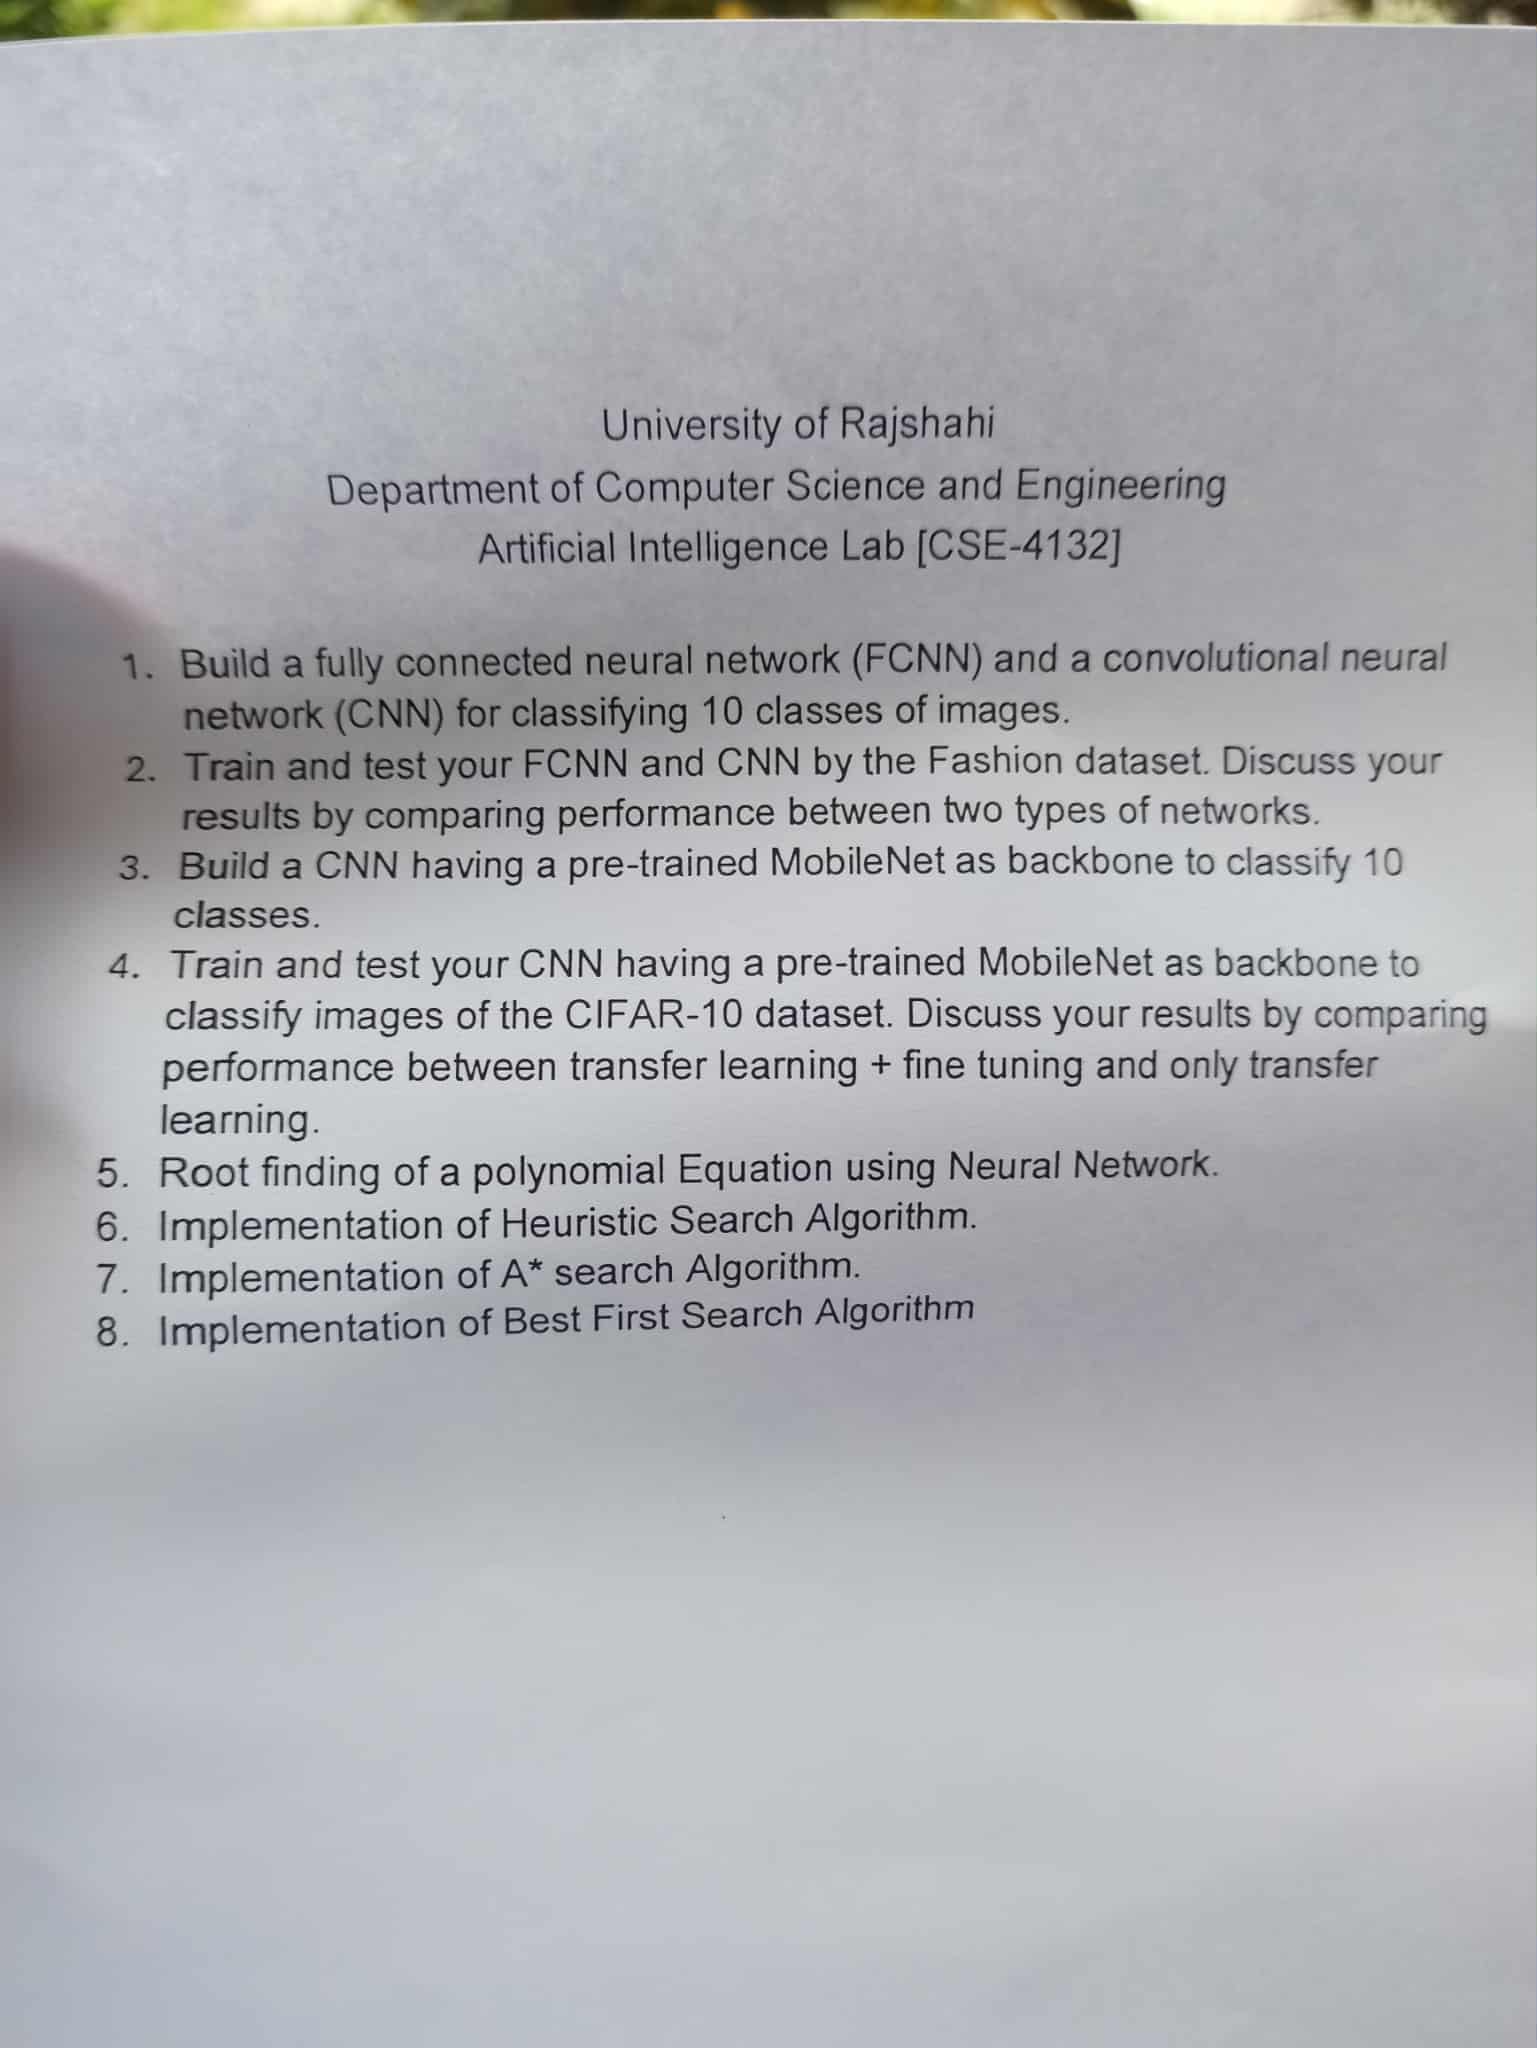 University of Rajshahi
Department of Computer Science and Engineering
Artificial Intelligence Lab [CSE-4132]
1. Build a fully connected neural network (FCNN) and a convolutional neural
network (CNN) for classifying 10 classes of images.
2. Train and test your FCNN and CNN by the Fashion dataset. Discuss your
results by comparing performance between two types of networks.
3. Build a CNN having a pre-trained MobileNet as backbone to classify 10
classes.
4. Train and test your CNN having a pre-trained MobileNet as backbone to
classify images of the CIFAR-10 dataset. Discuss your results by comparing
performance between transfer learning + fine tuning and only transfer
learning.
5. Root finding of a polynomial Equation using Neural Network.
6. Implementation of Heuristic Search Algorithm.
7. Implementation of A* search Algorithm.
8. Implementation of Best First Search Algorithm